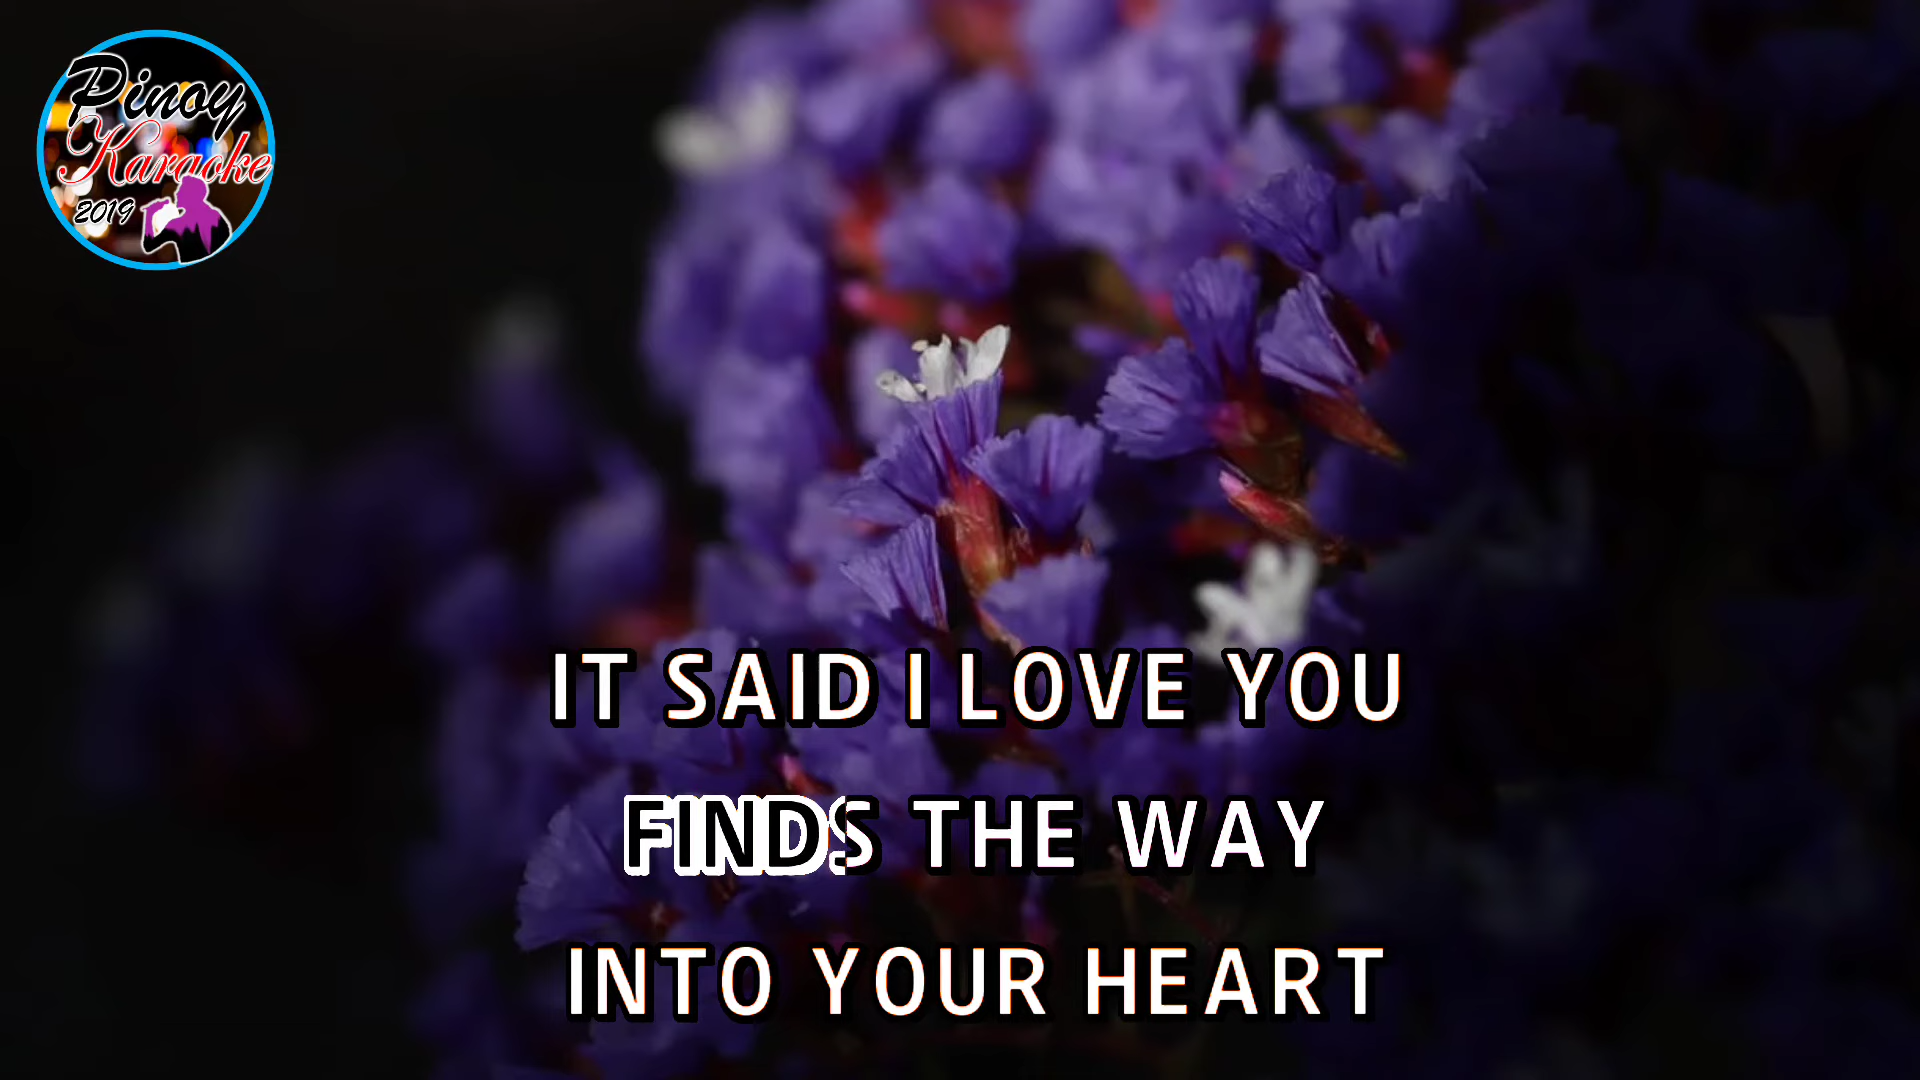 Pinoy
Karaoke
2019
IT SAID I LOVE YOU
FINDS THE WAY
INTO YOUR HEART